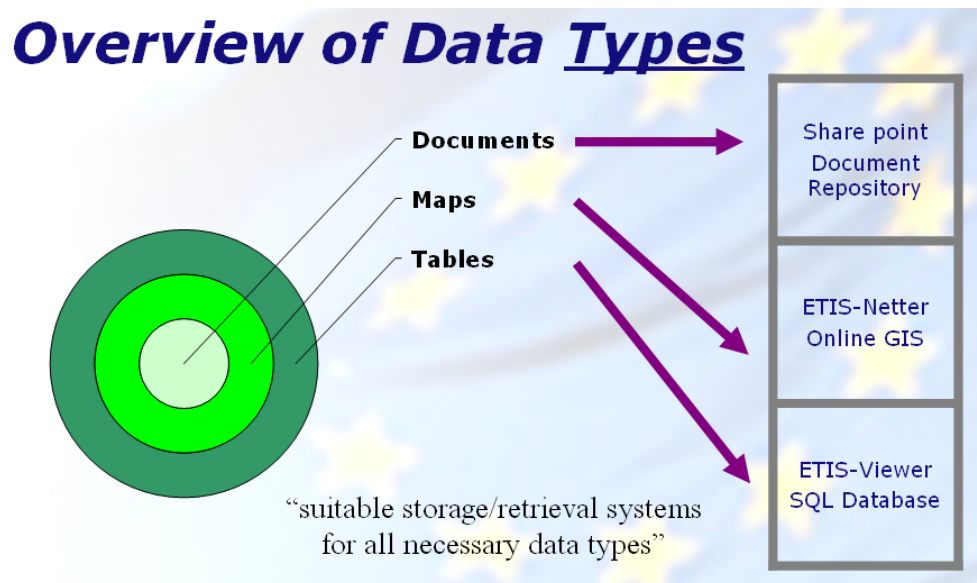 Overview of Data Types
Documents
Maps
Tables
Share point
Document
Repository
ETIS-Netter
Online GIS
ETIS-Viewer
SQL Database
“suitable storage/retrieval systems
for all necessary data types”